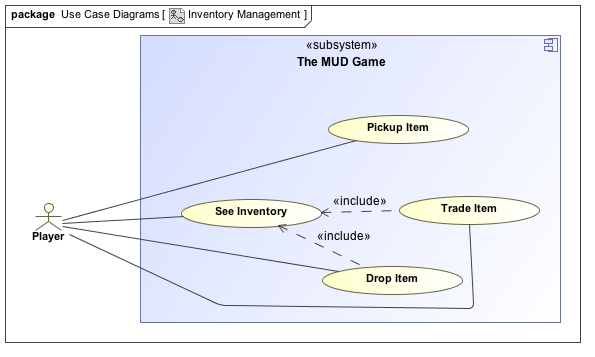 package Use Case Diagrams [ Inventory Management ]
«subsystem»
The MUD Game
Pickup Item
See Inventory
«include»
Trade Item
«include»
Player
Drop Item